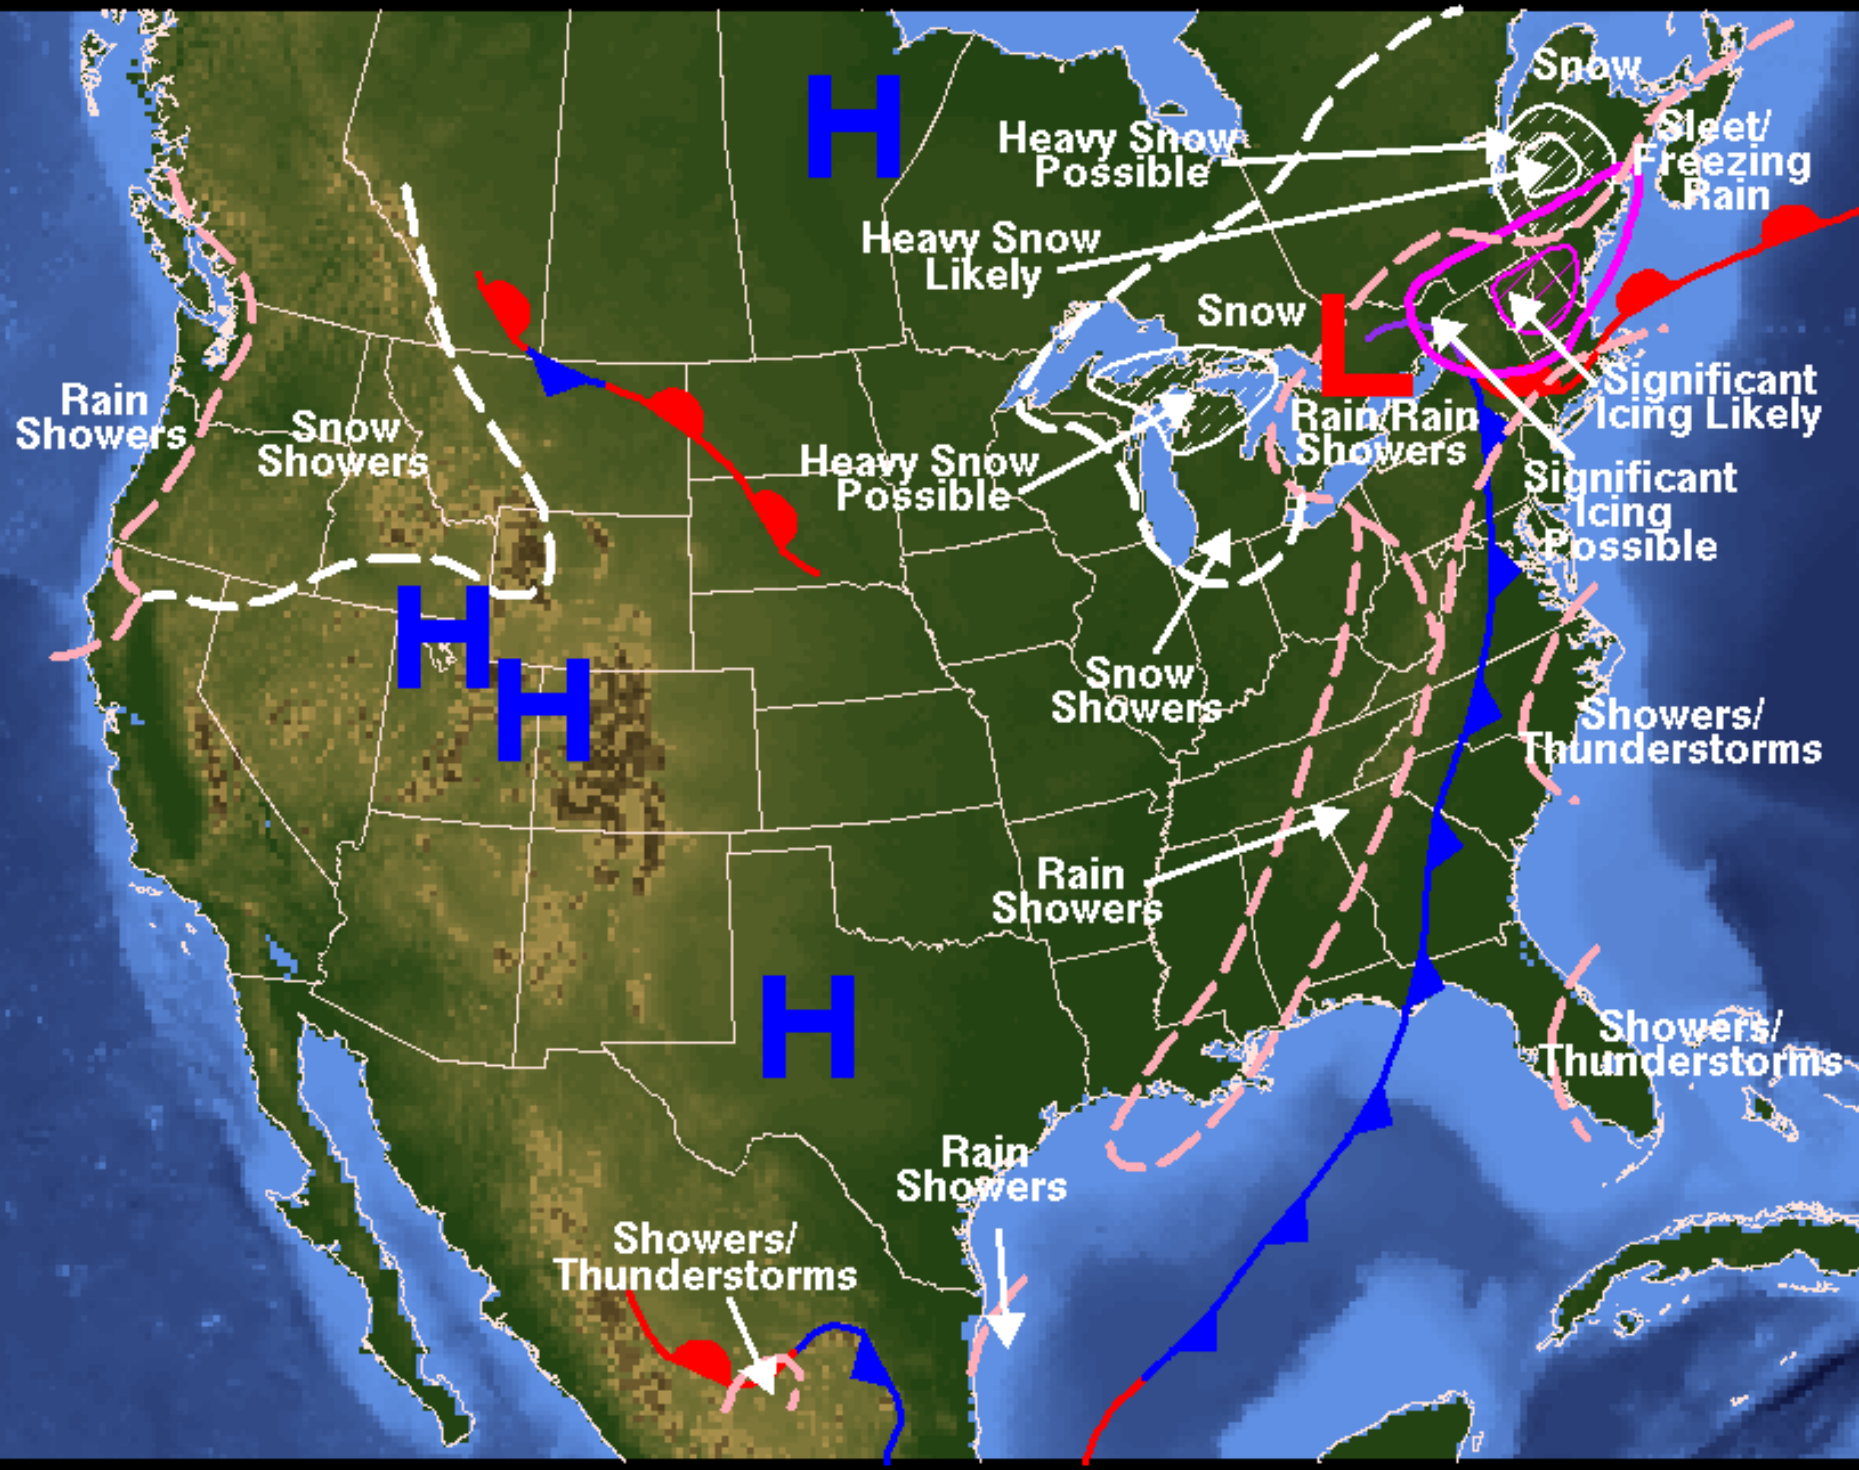 Snow
H
Heavy Snow
Possible
Sleet/
Freezing
Rain
Heavy Snow
Likely
Snow
L
Rain
Showers
Snow
Showers
Significant
Icing Likely
Rain/Rain
Showers
Heavy Snow
Possible
Significant
Icing
Possible
H
H
Snow
Showers
Showers/
Thunderstorms
Rain
Showers
H
Showers/
Thunderstorms
Rain
Showers
Showers/
Thunderstorms